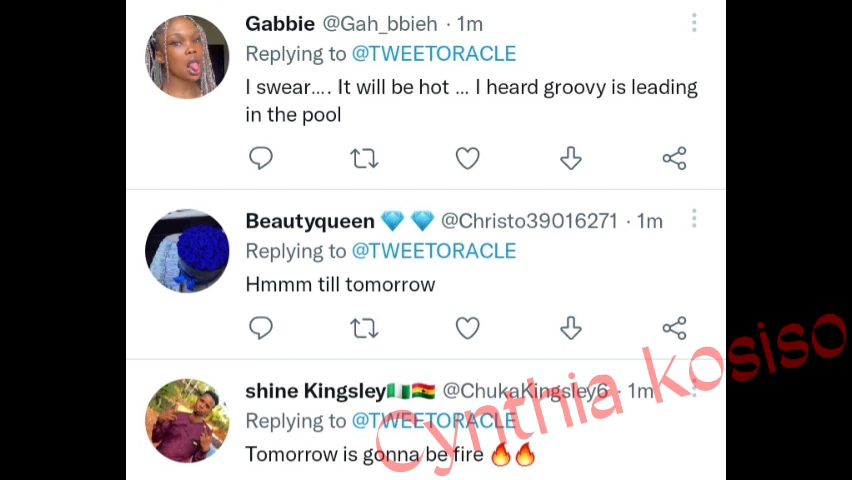 Gabbie @Gah_bbieh · 1m
Replying to @TWEETORACLE
I swear.... It will be hot ... I heard groovy is leading
in the pool
Beautyqueen 💎 💎 @Christo39016271 · 1m
Replying to @TWEETORACLE
Hmmm till tomorrow
shine Kingsley🇳🇬🇬🇭 @ChukaKingsley6 · 1m
Replying to @TWEETORACLE
Tomorrow is gonna be fire 🔥🔥
Cynthia kosiso